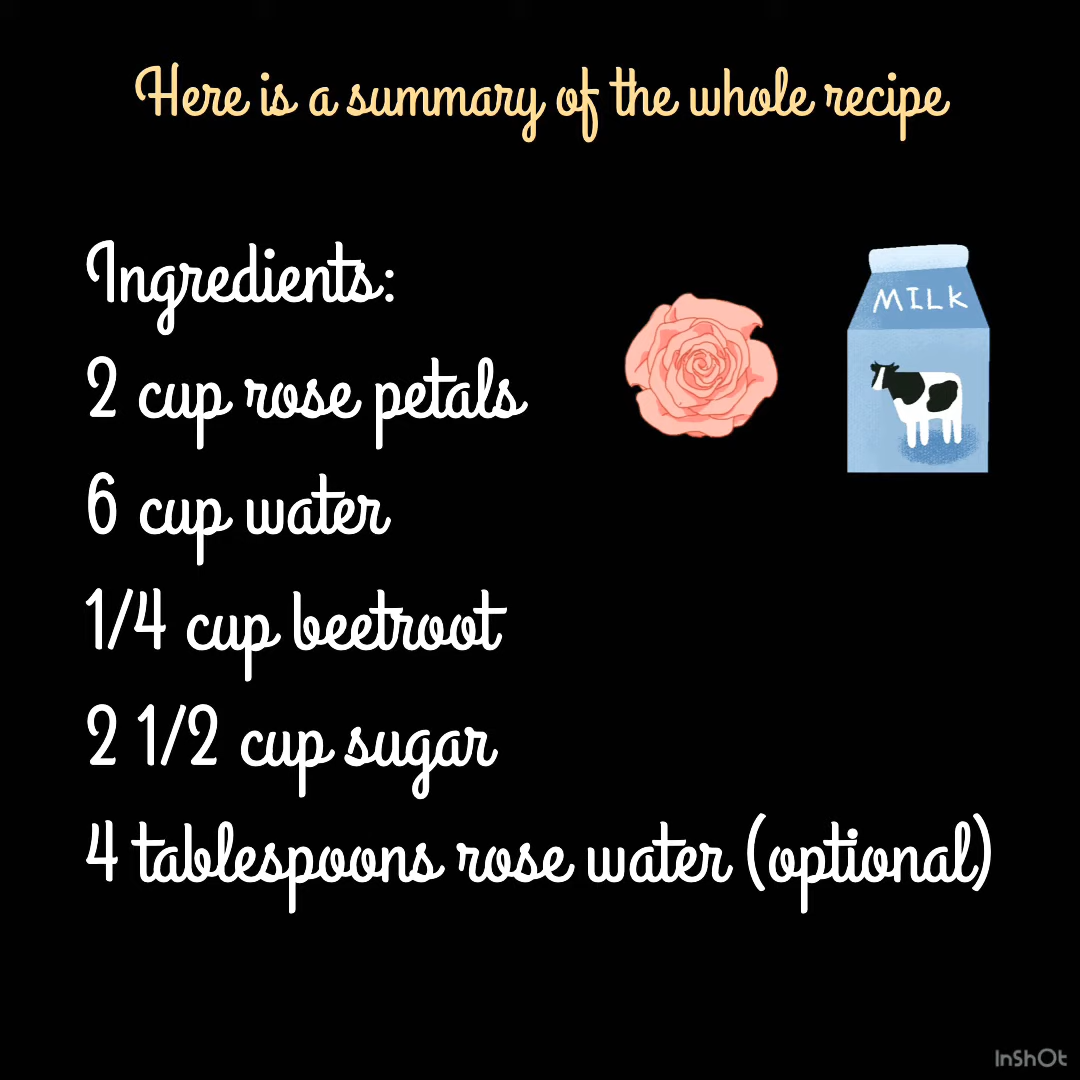 Here is a summary of the whole recipe
Ingredients:
MILK
2 cup rose petals
6 cup water
1/4 cup beetroot
2 1/2 cup sugar
4 tablespoons rose water (optional)
InShOt